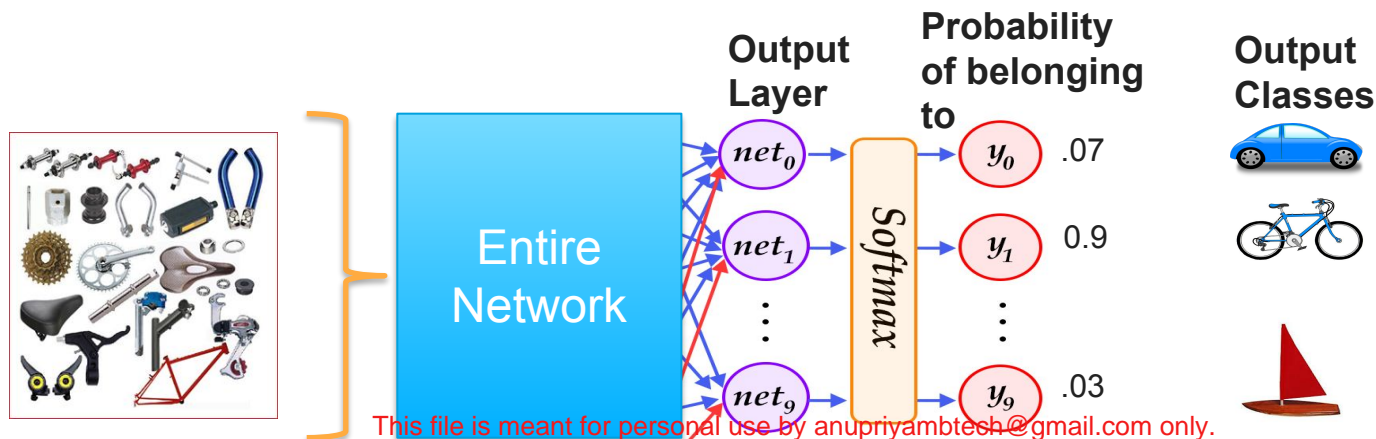 Output
Layer
Probability
of belonging
to
Output
Classes
Entire
Network
net₀
net₁
⋮
net₉
Softmax
y₀ .07
y₁ 0.9
⋮
y₉ .03
This file is meant for personal use by anupriyambtech@gmail.com only.